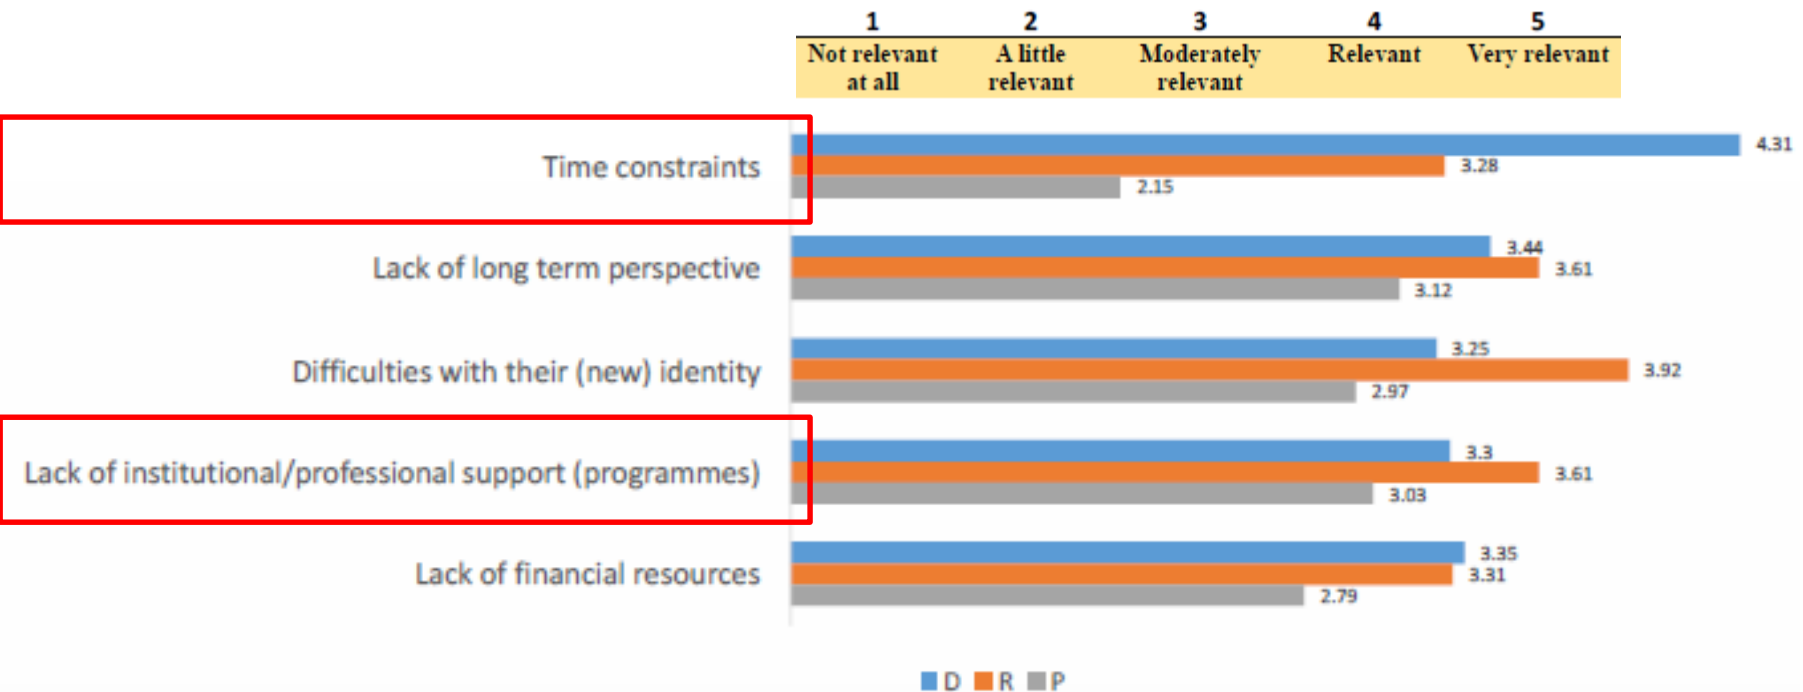 1 2 3 4 5
Not relevant at all A little relevant Moderately relevant Relevant Very relevant
Time constraints
4.31
3.28
2.15
Lack of long term perspective
3.44
3.61
3.12
Difficulties with their (new) identity
3.25
3.92
2.97
Lack of institutional/professional support (programmes)
3.3
3.61
3.03
Lack of financial resources
3.35
3.31
2.79
D R P